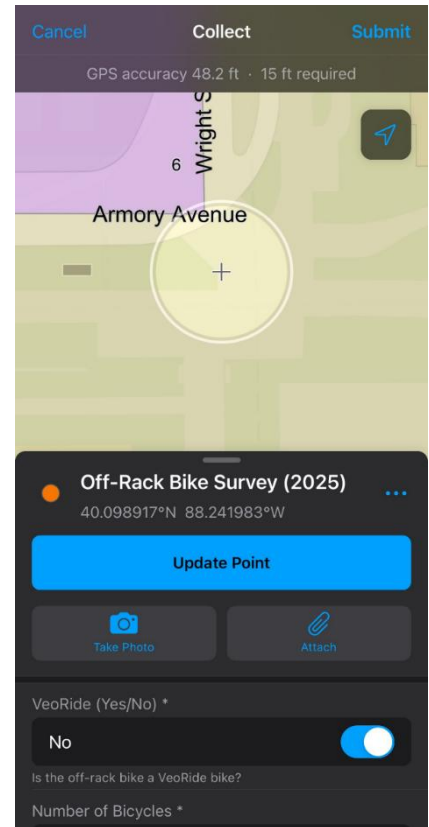 Cancel Collect Submit
GPS accuracy 48.2 ft · 15 ft required
Wright S
6
Armory Avenue
Off-Rack Bike Survey (2025)
40.098917°N 88.241983°W
Update Point
Take Photo Attach
VeoRide (Yes/No) *
No
Is the off-rack bike a VeoRide bike?
Number of Bicycles *